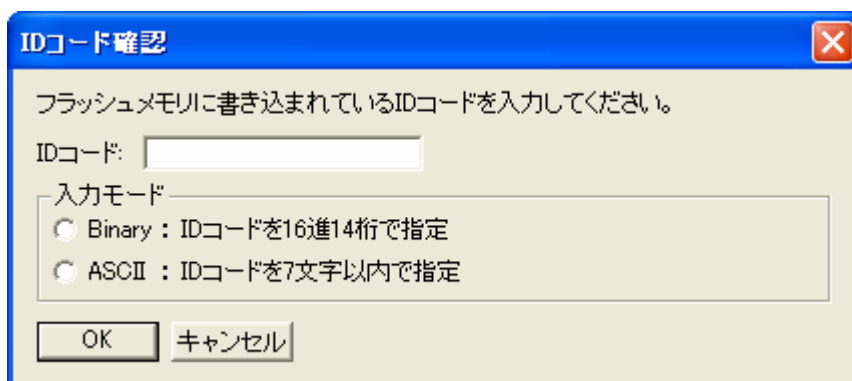 IDコード確認
フラッシュメモリに書き込まれているIDコードを入力してください。
IDコード:
入力モード
Binary : IDコードを16進14桁で指定
ASCII : IDコードを7文字以内で指定
OK キャンセル